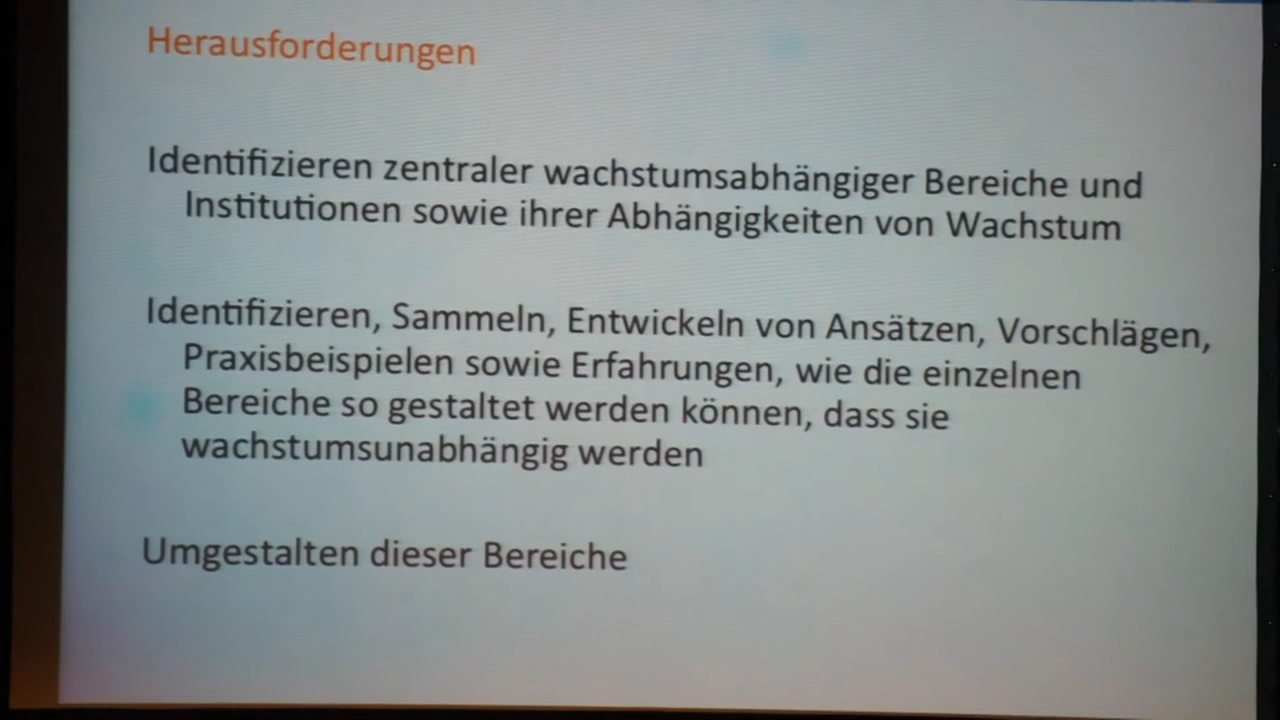 Herausforderungen
Identifizieren zentraler wachstumsabhängiger Bereiche und
Institutionen sowie ihrer Abhängigkeiten von Wachstum
Identifizieren, Sammeln, Entwickeln von Ansätzen, Vorschlägen,
Praxisbeispielen sowie Erfahrungen, wie die einzelnen
Bereiche so gestaltet werden können, dass sie
wachstumsunabhängig werden
Umgestalten dieser Bereiche